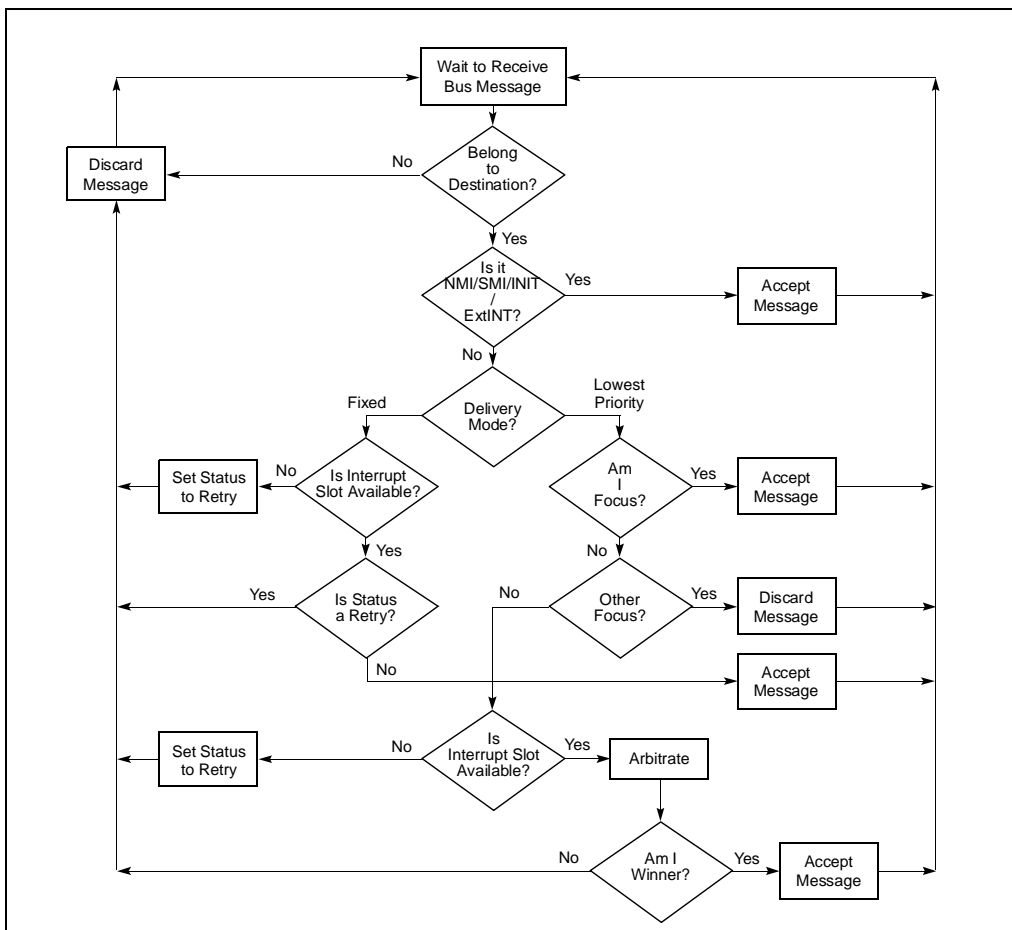 Wait to Receive
Bus Message
Discard
Message
No
Belong
to
Destination?
Yes
Is it
NMI/SMI/INIT
/
ExtINT?
Yes
Accept
Message
No
Fixed
Delivery
Mode?
Lowest
Priority
Set Status
to Retry
No
Is Interrupt
Slot Available?
Am
I
Focus?
Yes
Accept
Message
Yes
No
Yes
Is Status
a Retry?
No
Other
Focus?
Yes
Discard
Message
No
Accept
Message
Set Status
to Retry
No
Is
Interrupt Slot
Available?
Yes
Arbitrate
No
Am I
Winner?
Yes
Accept
Message